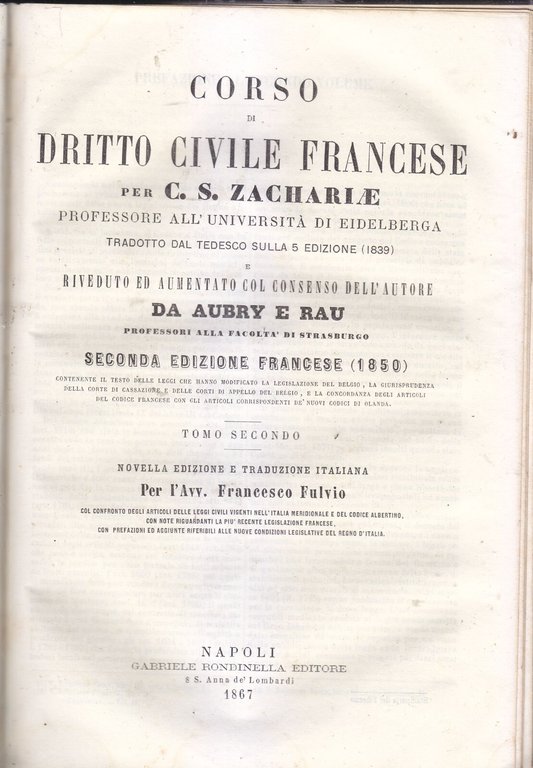 CORSO
DI
DRITTO CIVILE FRANCESE
PER C. S. ZACHARIÆ
PROFESSORE ALL'UNIVERSITÀ DI EIDELBERGA
TRADOTTO DAL TEDESCO SULLA 5 EDIZIONE (1839)
E
RIVEDUTO ED AUMENTATO COL CONSENSO DELL'AUTORE
DA AUBRY E RAU
PROFESSORI ALLA FACOLTA' DI STRASBURGO
SECONDA EDIZIONE FRANCESE (1850)
CONTENENTE IL TESTO DELLE LEGGI CHE HANNO MODIFICATO LA LEGISLAZIONE DEL BELGIO, LA GIURISPRUDENZA
DELLA CORTE DI CASSAZIONE E DELLE CORTI DI APPELLO DEL BELGIO, E LA CONCORDANZA DEGLI ARTICOLI
DEL CODICE FRANCESE CON GLI ARTICOLI CORRISPONDENTI DE' NUOVI CODICI DI OLANDA.
TOMO SECONDO
NOVELLA EDIZIONE E TRADUZIONE ITALIANA
Per l'Avv. Francesco Fulvio
COL CONFRONTO DEGLI ARTICOLI DELLE LEGGI CIVILI VIGENTI NELL'ITALIA MERIDIONALE E DEL CODICE ALBERTINO,
CON NOTE RIGUARDANTI LA PIU' RECENTE LEGISLAZIONE FRANCESE,
CON PREFAZIONI ED AGGIUNTE RIFERIBILI ALLE NUOVE CONDIZIONI LEGISLATIVE DEL REGNO D'ITALIA.
NAPOLI
GABRIELE RONDINELLA EDITORE
8 S. Anna de' Lombardi
1867